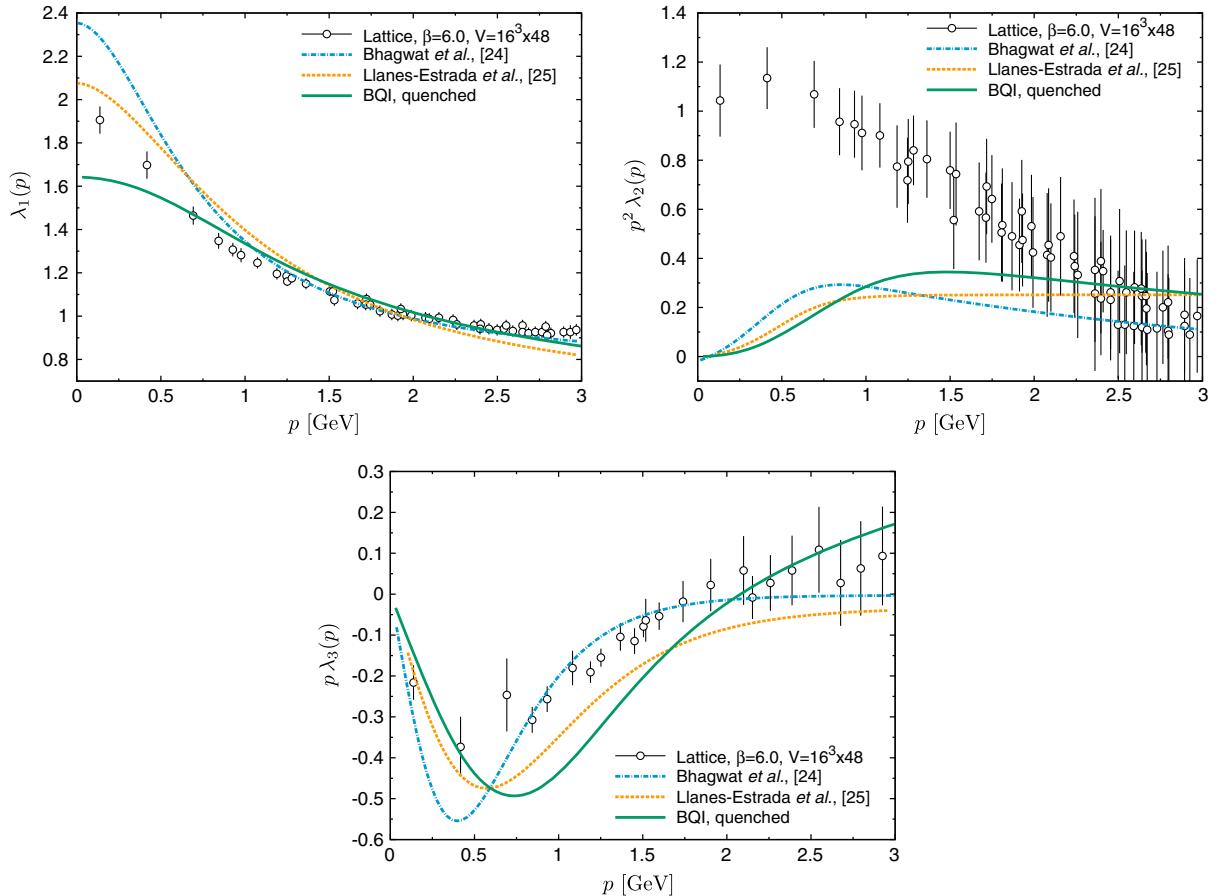 2.4
2.2
2
1.8
1.6
1.4
1.2
1
0.8
λ₁(p)
Lattice, β=6.0, V=16³x48
Bhagwat et al., [24]
Llanes-Estrada et al., [25]
BQI, quenched
0 0.5 1 1.5 2 2.5 3
p [GeV]
1.4
1.2
1
0.8
0.6
0.4
0.2
0
p² λ₂(p)
Lattice, β=6.0, V=16³x48
Bhagwat et al., [24]
Llanes-Estrada et al., [25]
BQI, quenched
0 0.5 1 1.5 2 2.5 3
p [GeV]
0.3
0.2
0.1
0
-0.1
-0.2
-0.3
-0.4
-0.5
-0.6
p λ₃(p)
Lattice, β=6.0, V=16³x48
Bhagwat et al., [24]
Llanes-Estrada et al., [25]
BQI, quenched
0 0.5 1 1.5 2 2.5 3
p [GeV]